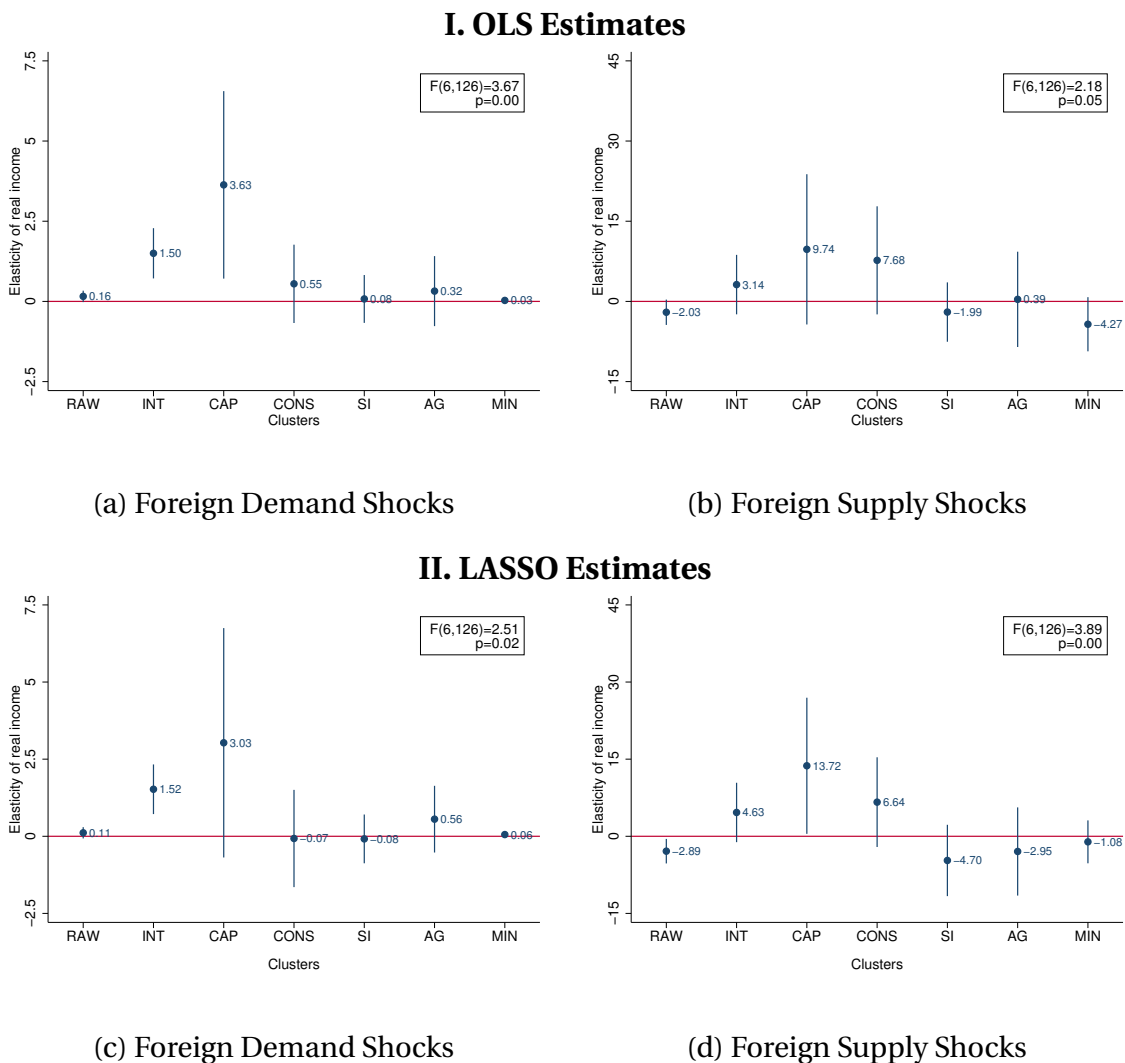 I. OLS Estimates
7.5
5
2.5
0
−2.5
Elasticity of real income
F(6,126)=3.67
p=0.00
0.16
1.50
3.63
0.55
0.08
0.32
0.03
RAW INT CAP CONS SI AG MIN
Clusters
(a) Foreign Demand Shocks
45
30
15
0
−15
Elasticity of real income
F(6,126)=2.18
p=0.05
−2.03
3.14
9.74
7.68
−1.99
0.39
−4.27
RAW INT CAP CONS SI AG MIN
Clusters
(b) Foreign Supply Shocks
II. LASSO Estimates
7.5
5
2.5
0
−2.5
Elasticity of real income
F(6,126)=2.51
p=0.02
0.11
1.52
3.03
−0.07
−0.08
0.56
0.06
RAW INT CAP CONS SI AG MIN
Clusters
(c) Foreign Demand Shocks
45
30
15
0
−15
Elasticity of real income
F(6,126)=3.89
p=0.00
−2.89
4.63
13.72
6.64
−4.70
−2.95
−1.08
RAW INT CAP CONS SI AG MIN
Clusters
(d) Foreign Supply Shocks